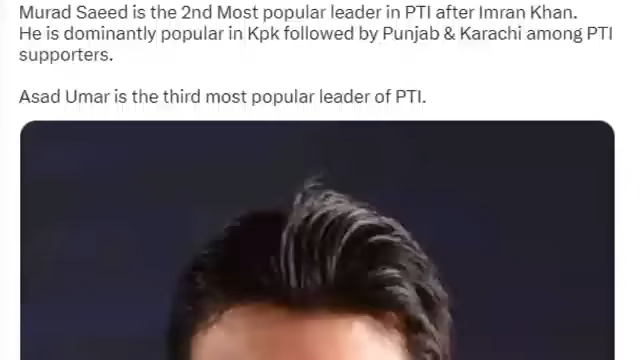 Murad Saeed is the 2nd Most popular leader in PTI after Imran Khan.
He is dominantly popular in Kpk followed by Punjab & Karachi among PTI
supporters.
Asad Umar is the third most popular leader of PTI.